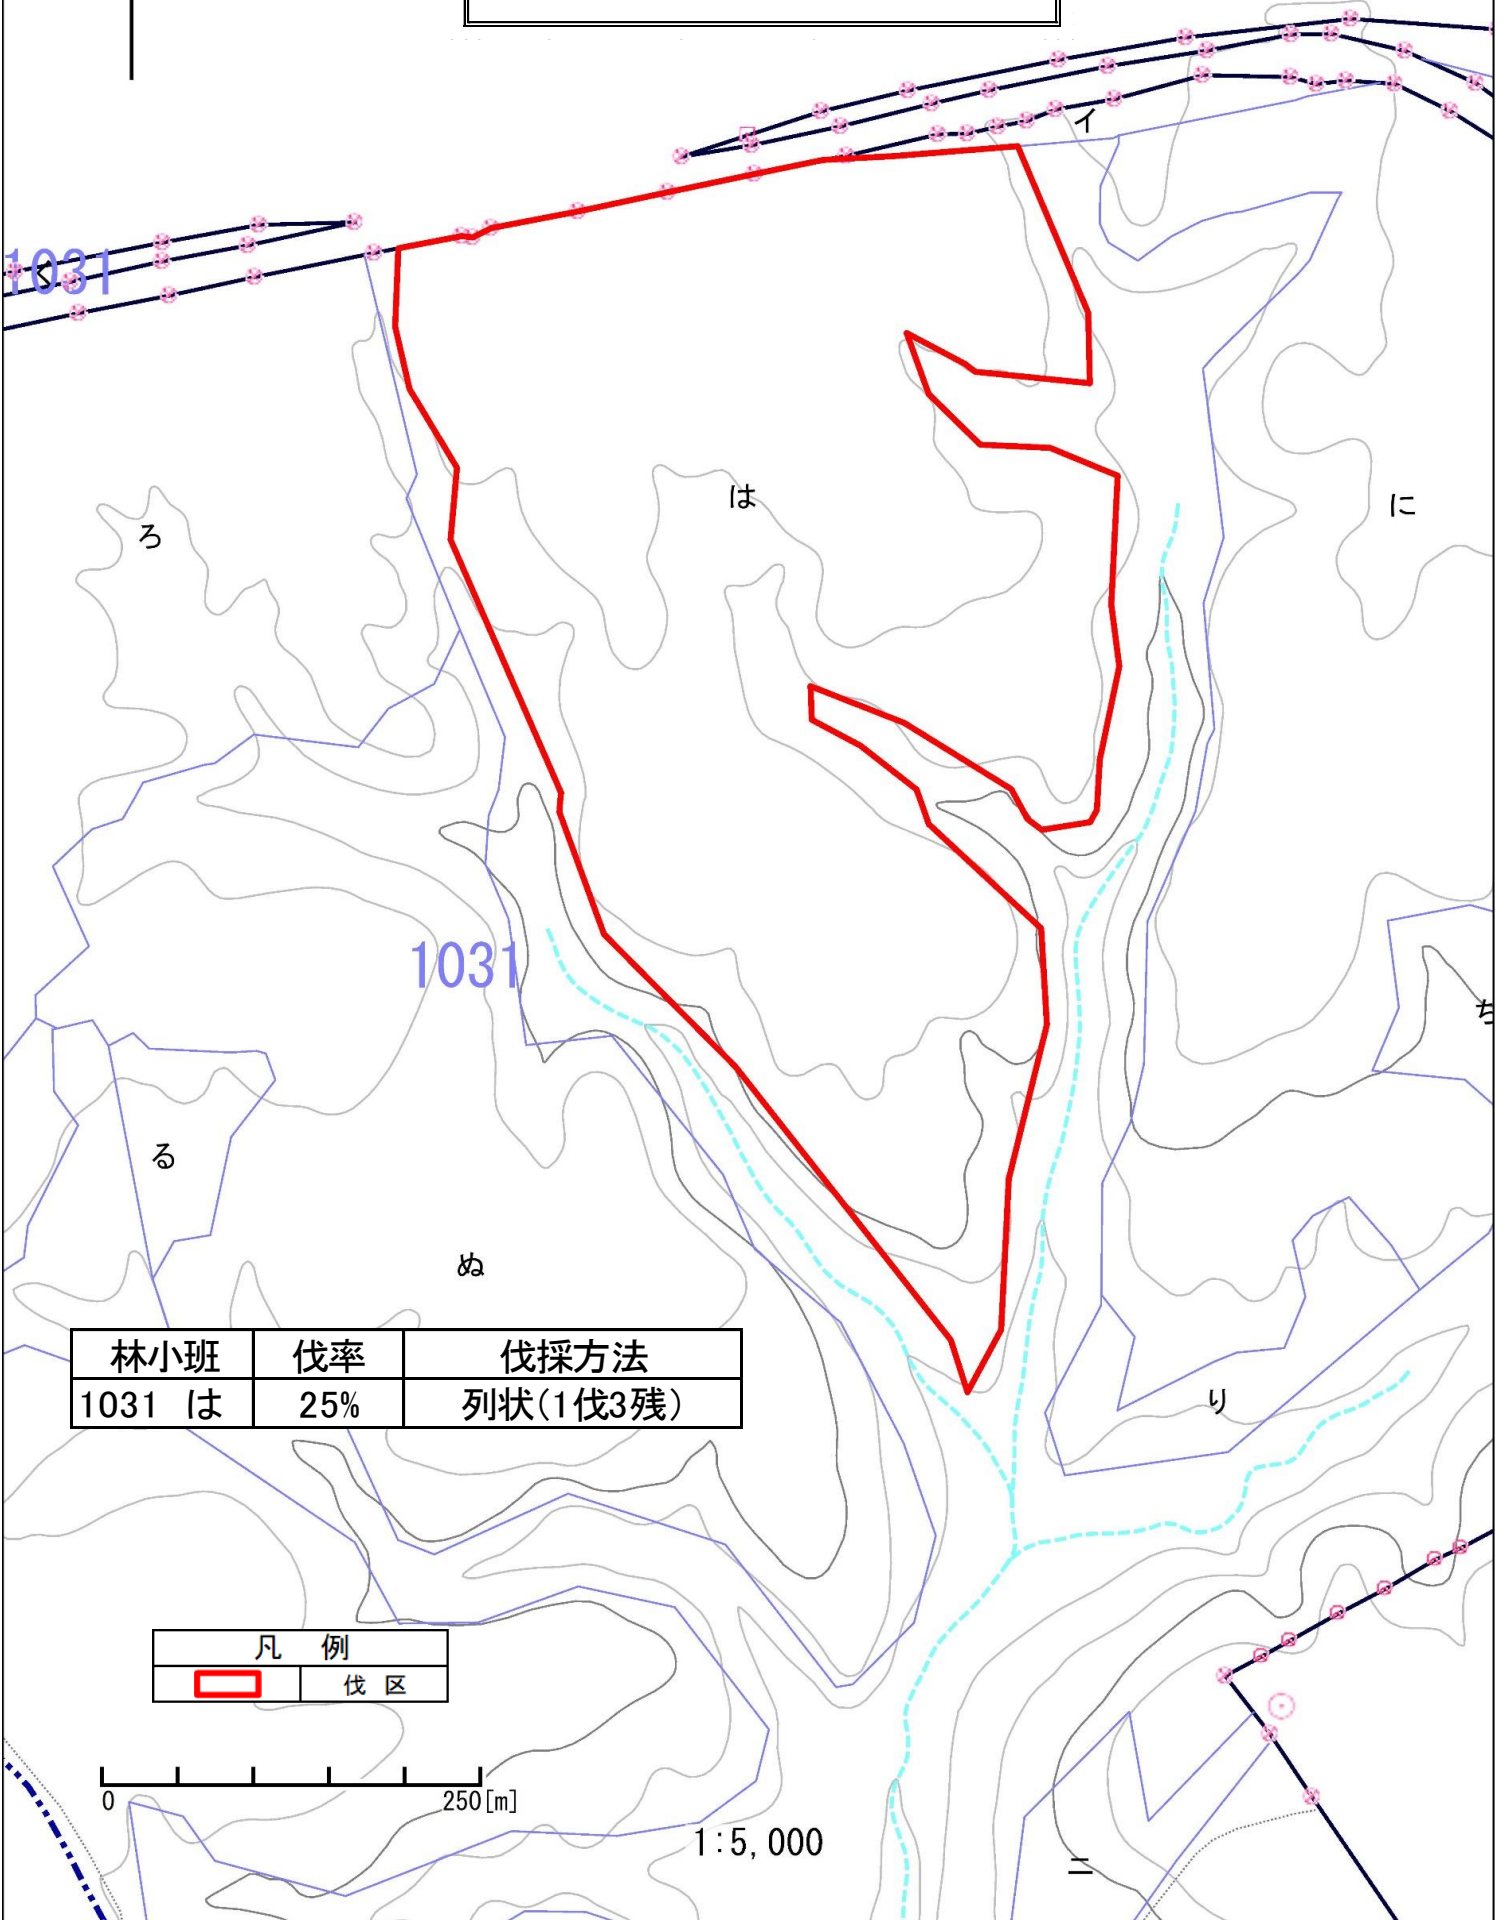 イ
1031
く
は
に
ろ
1031
ち
る
ぬ
林小班 伐率 伐採方法
1031 は 25% 列状(1伐3残)
り
凡 例
伐 区
0 250[m]
1:5,000
ニ